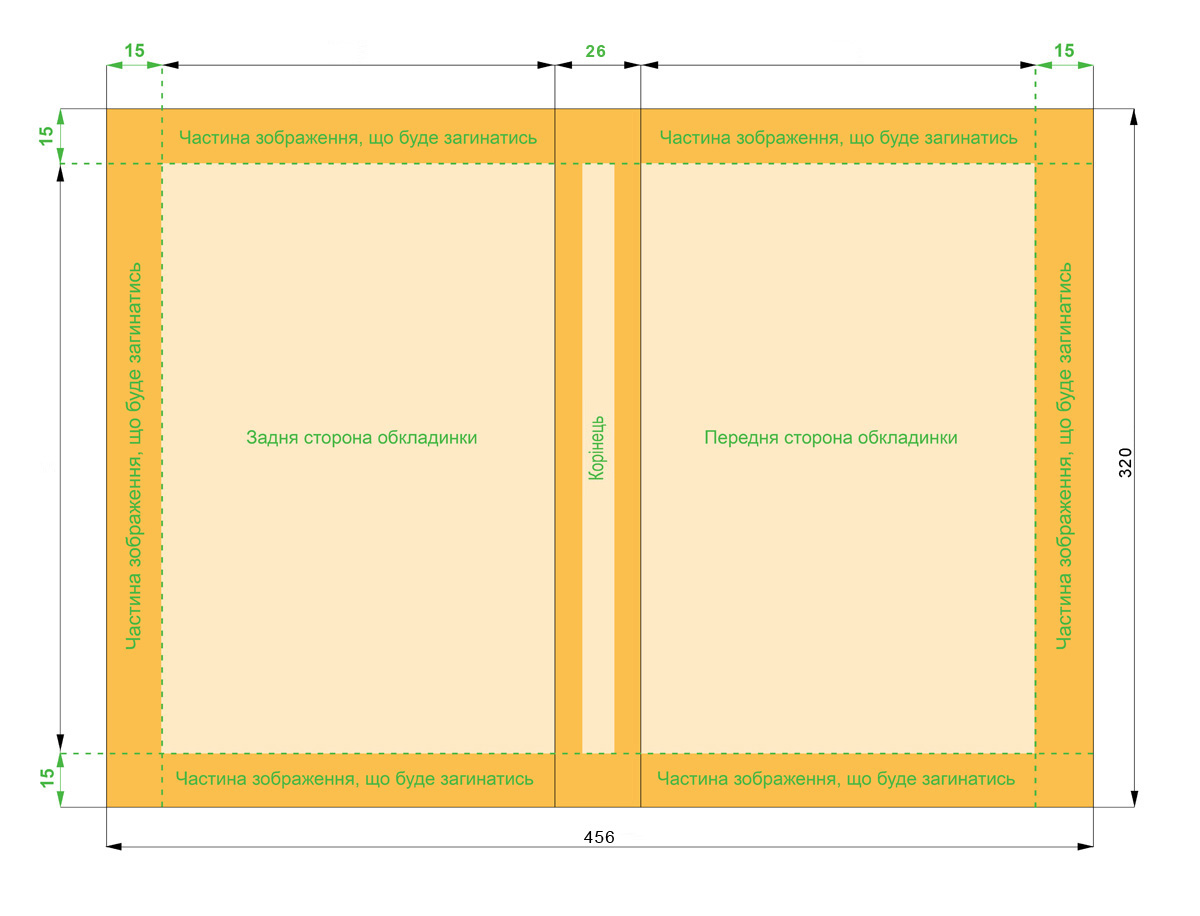 15
26
15
15
Частина зображення, що буде загинатись
Частина зображення, що буде загинатись
Частина зображення, що буде загинатись
Задня сторона обкладинки
Корінець
Передня сторона обкладинки
Частина зображення, що буде загинатись
320
15
Частина зображення, що буде загинатись
Частина зображення, що буде загинатись
456